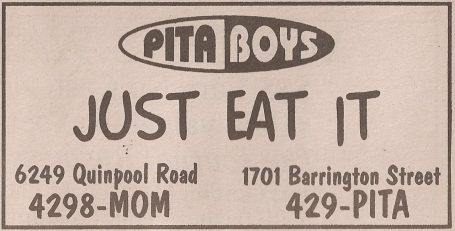 PITA BOYS
JUST EAT IT
6249 Quinpool Road
4298-MOM
1701 Barrington Street
429-PITA